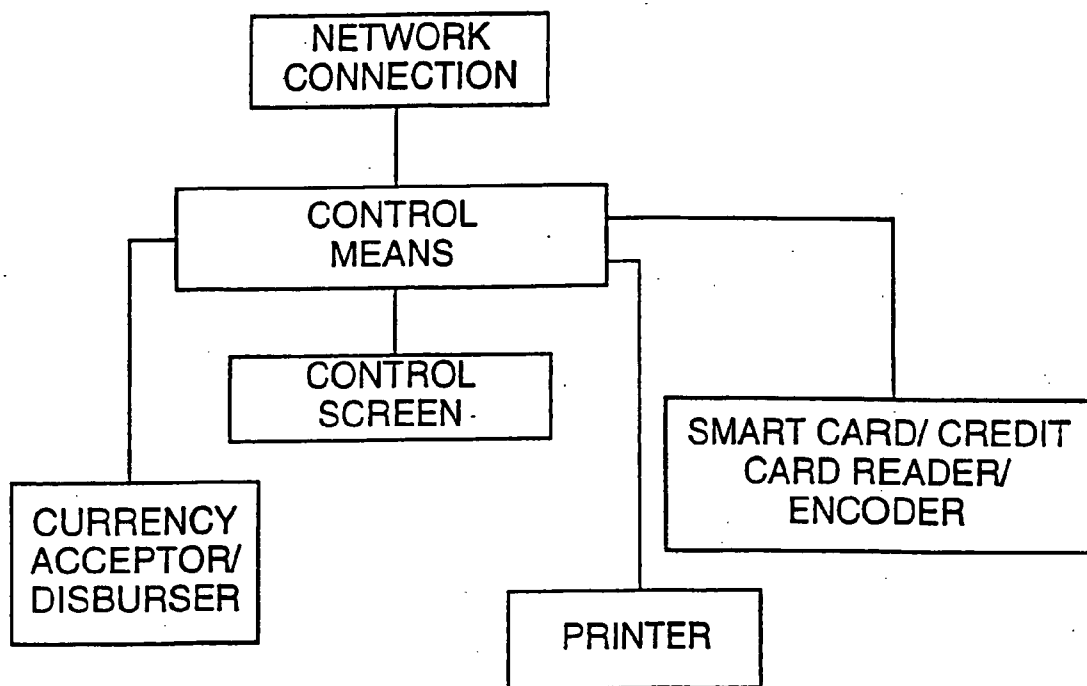 NETWORK
CONNECTION
CONTROL
MEANS
CONTROL
SCREEN
SMART CARD/ CREDIT
CARD READER/
ENCODER
CURRENCY
ACCEPTOR/
DISBURSER
PRINTER